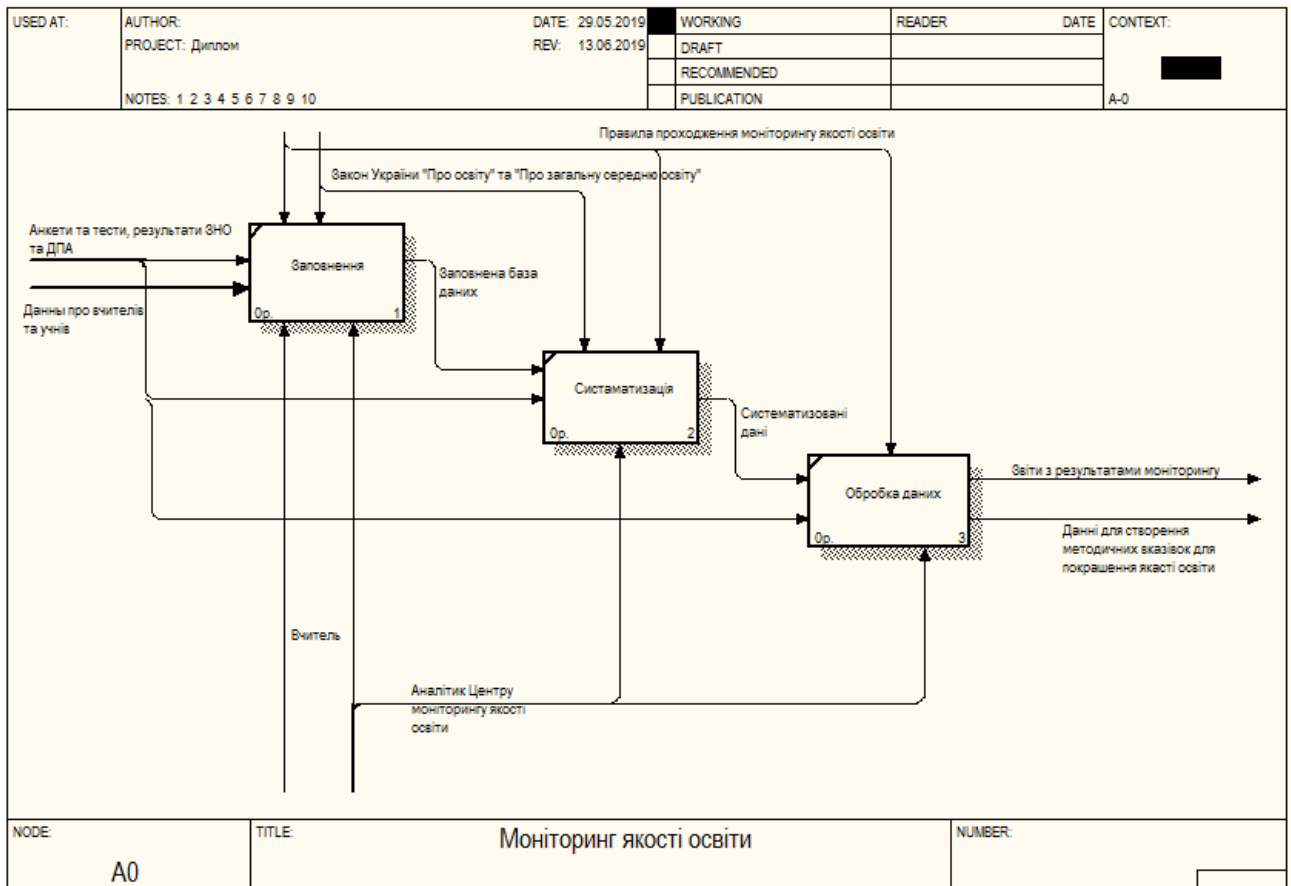 USED AT:
AUTHOR:
DATE: 29.05.2019
WORKING
READER
DATE
CONTEXT:
PROJECT: Диплом
REV: 13.06.2019
DRAFT
RECOMMENDED
NOTES: 1 2 3 4 5 6 7 8 9 10
PUBLICATION
A-0
Правила проходження моніторингу якості освіти
Закон України "Про освіту" та "Про загальну середню освіту"
Анкети та тести, результати ЗНО
та ДПА
Заповнення
0р.
1
Данны про вчителів
та учнів
Заповнена база
даних
Систаматизація
0р.
2
Систематизовані
дані
Обробка даних
0р.
3
Звіти з результатами моніторингу
Данні для створення
методичних вказівок для
покрашення якасті освіти
Вчитель
Аналітик Центру
моніторингу якості
освіти
NODE:
A0
TITLE:
Моніторинг якості освіти
NUMBER: